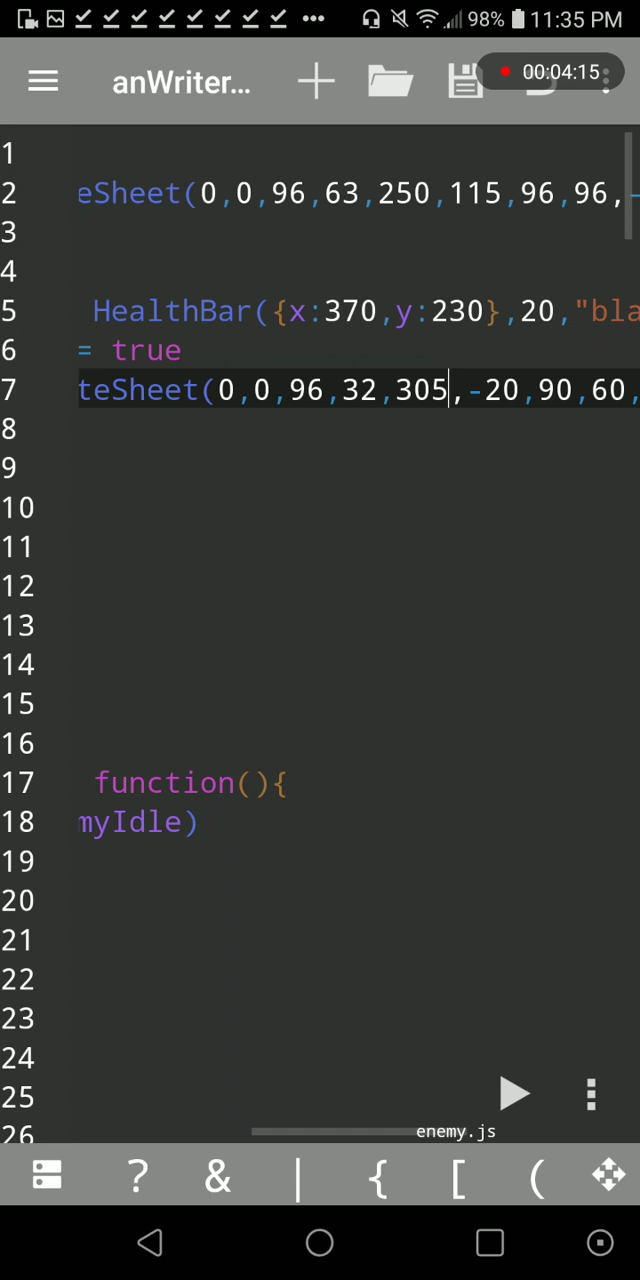 98% 11:35 PM
anWriter...
00:04:15
1
2 eSheet(0,0,96,63,250,115,96,96,-
3
4
5 HealthBar({x:370,y:230},20,"bla
6 = true
7 teSheet(0,0,96,32,305,-20,90,60,
8
9
10
11
12
13
14
15
16
17 function(){
18 myIdle)
19
20
21
22
23
24
25
26
enemy.js
? & | { [ (